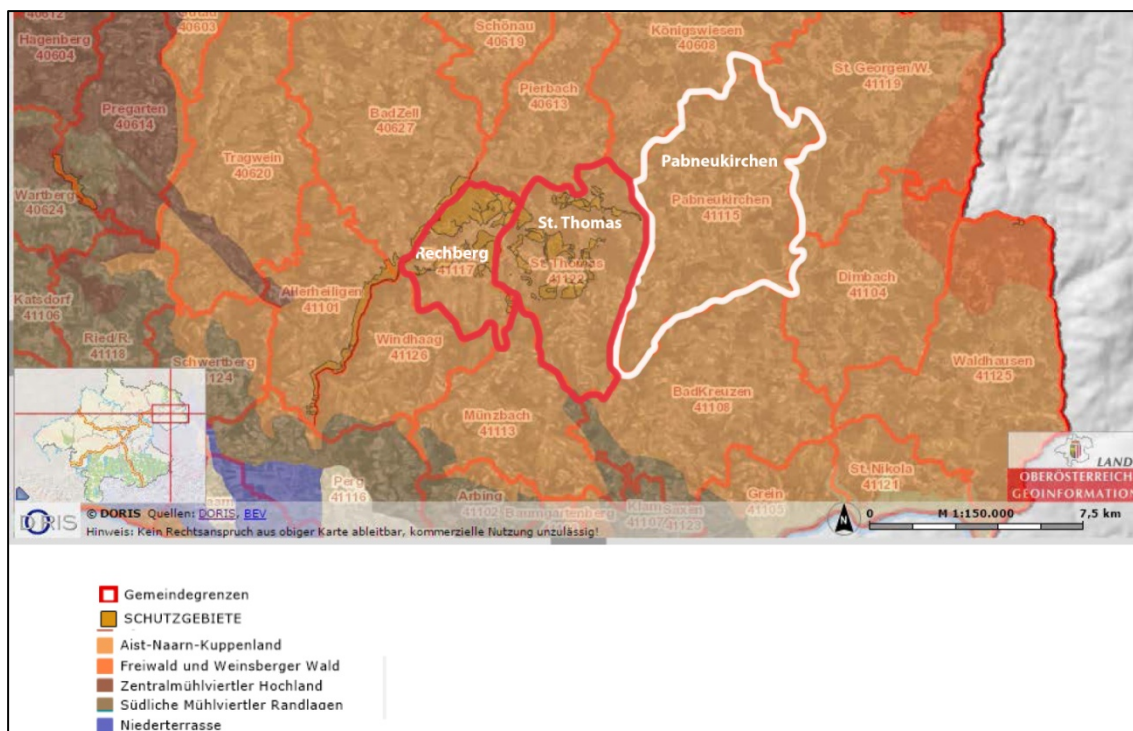 Hagenberg
40604
40603
Schönau
40619
Königswiesen
40608
St. Georgen/W.
41119
Pregarten
40614
BadZell
40627
Pierbach
40613
Tragwein
40620
Wartberg
40624
Pabneukirchen
Pabneukirchen
41115
St. Thomas
St. Thomas
41122
Rechberg
41117
Allerheiligen
41101
Dimbach
41104
Katsdorf
41106
Ried/R.
41118
Windhaag
41126
Schwertberg
41124
Waldhausen
41125
BadKreuzen
41108
Münzbach
41113
St. Nikola
41121
Perg
41116
Arbing
41102
Baumgartenberg
Klam
41107
Saxen
41123
Grein
41105
LAND
OBERÖSTERREICH
GEOINFORMATION
DORIS
© DORIS Quellen: DORIS, BEV
Hinweis: Kein Rechtsanspruch aus obiger Karte ableitbar, kommerzielle Nutzung unzulässig!
N
0 M 1:150.000 7,5 km
Gemeindegrenzen
SCHUTZGEBIETE
Aist-Naarn-Kuppenland
Freiwald und Weinsberger Wald
Zentralmühlviertler Hochland
Südliche Mühlviertler Randlagen
Niederterrasse